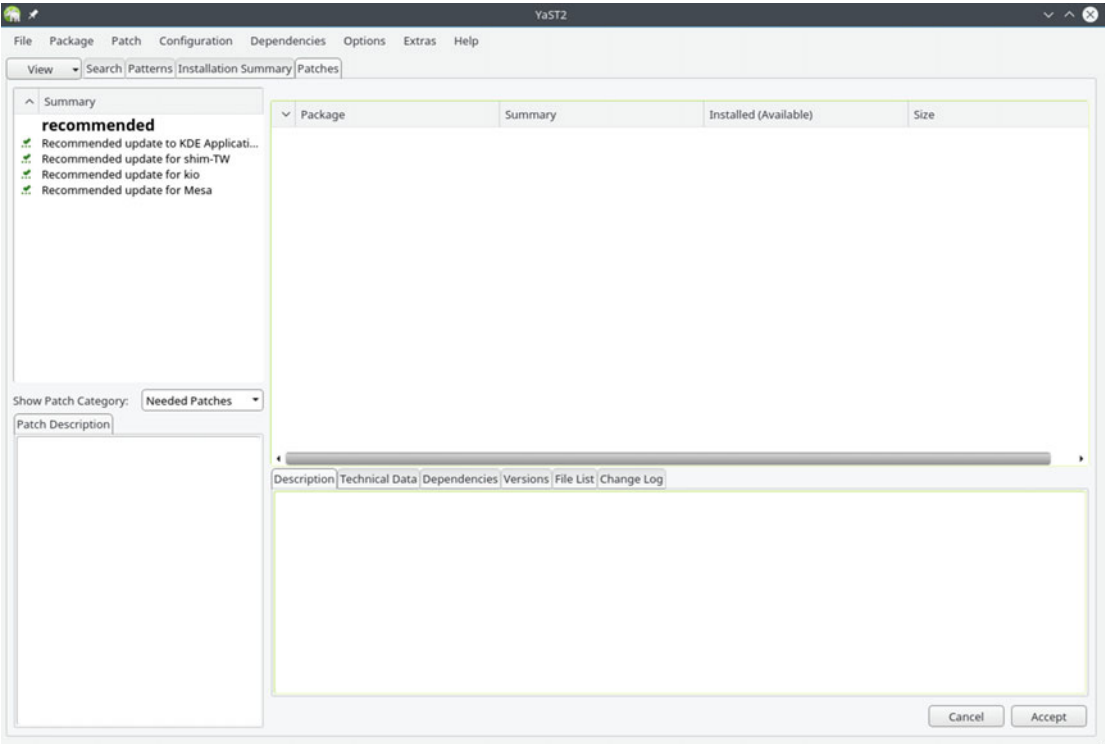 YaST2
File Package Patch Configuration Dependencies Options Extras Help
View Search Patterns Installation Summary Patches
Summary
recommended
Recommended update to KDE Applicati...
Recommended update for shim-TW
Recommended update for kio
Recommended update for Mesa
Show Patch Category: Needed Patches
Patch Description
Package Summary Installed (Available) Size
Description Technical Data Dependencies Versions File List Change Log
Cancel Accept